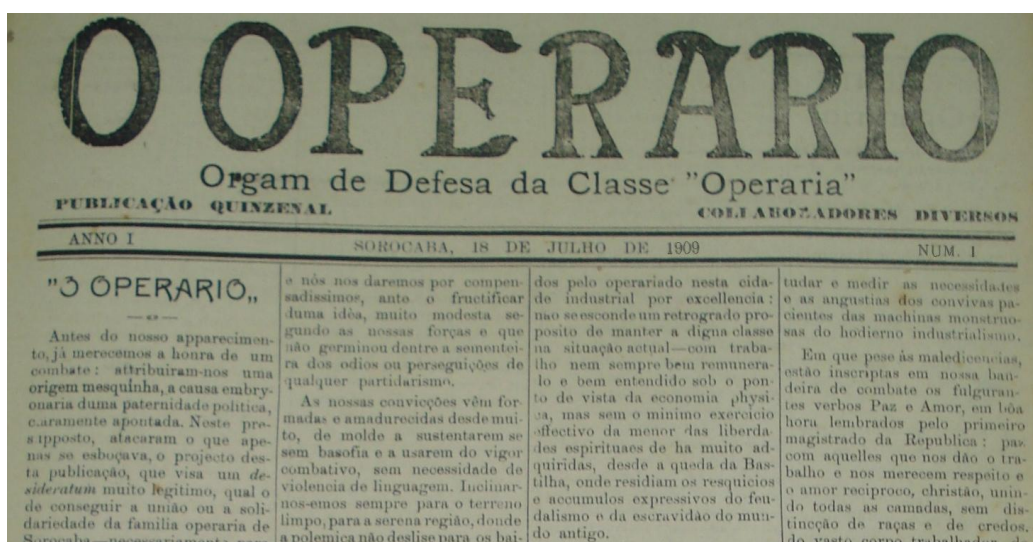 O OPERARIO
Orgam de Defesa da Classe "Operaria"
PUBLICAÇÃO QUINZENAL
COLLABORADORES DIVERSOS
ANNO I
SOROCABA, 18 DE JULHO DE 1909
NUM. 1
"O OPERARIO„
Antes do nosso apparecimen-
to, já merecemos a honra de um
combate: attribuiram-nos uma
origem mesquinha, a causa embry-
onaria duma paternidade politica,
claramente apontada. Neste pre-
supposto, atacaram o que ape-
nas se esboçava, o projecto des-
ta publicação, que visa um de-
sideratum muito legitimo, qual o
de conseguir a união ou a soli-
dariedade da familia operaria de
Sorocaba—necessariamente
e nós nos daremos por compen-
sadissimos, ante o fructificar
duma idèa, muito modesta se-
gundo as nossas forças e que
não germinou dentre a sementei-
ra dos odios ou perseguições de
qualquer partidarismo.
As nossas convicções vêm for-
madas e amadurecidas desde mui-
to, de molde a sustentarem se
sem basofia e a usarem do vigor
combativo, sem necessidade de
violencia de linguagem. Inclinar-
nos-emos sempre para o terreno
limpo, para a serena região, donde
a polemica não deslise para os bai-
dos pelo operariado nesta cida-
de industrial por excellencia:
nao se esconde um retrogrado pro-
posito de manter a digna classe
na situação actual—com traba-
lho nem sempre bem remunera-
lo e bem entendido sob o pon-
to de vista da economia physi-
ca, mas sem o minimo exercicio
effectivo da menor das liberda-
des espirituaes de ha muito ad-
quiridas, desde a queda da Bas-
tilha, onde residiam os resquicios
e accumulos expressivos do feu-
dalismo e da escravidão do mun-
do antigo.
tudar e medir as necessidades
e as angustias dos convivas pa-
cientes das machinas monstruo-
sas do hodierno industrialismo.
Em que pese ás maledicencias,
estão inscriptas em nossa ban-
deira de combate os fulguran-
tes verbos Paz e Amor, em bôa
hora lembrados pelo primeiro
magistrado da Republica: paz
com aquelles que nos dão o tra-
balho e nos merecem respeito e
o amor reciproco, christão, unin-
do todas as camadas, sem dis-
tincção de raças e de credos,
do vasto corpo trabalhador